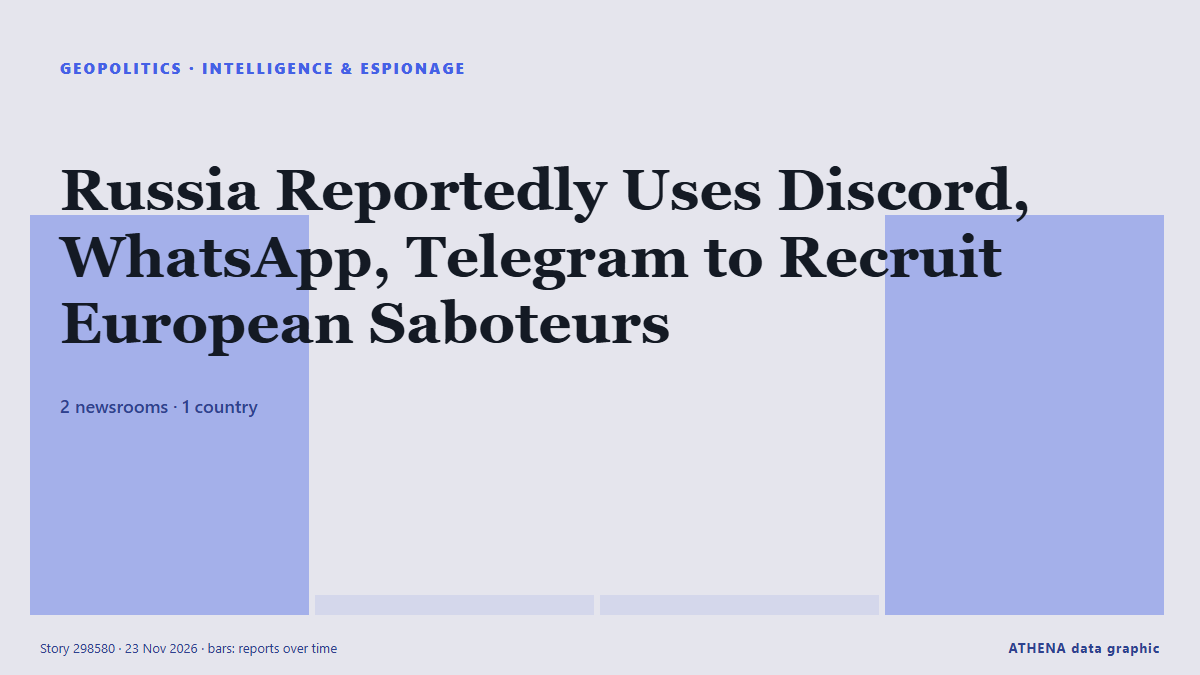 GEOPOLITICS · INTELLIGENCE & ESPIONAGE
Russia Reportedly Uses Discord,
WhatsApp, Telegram to Recruit
European Saboteurs
2 newsrooms · 1 country
Story 298580 · 23 Nov 2026 · bars: reports over time
ATHENA data graphic